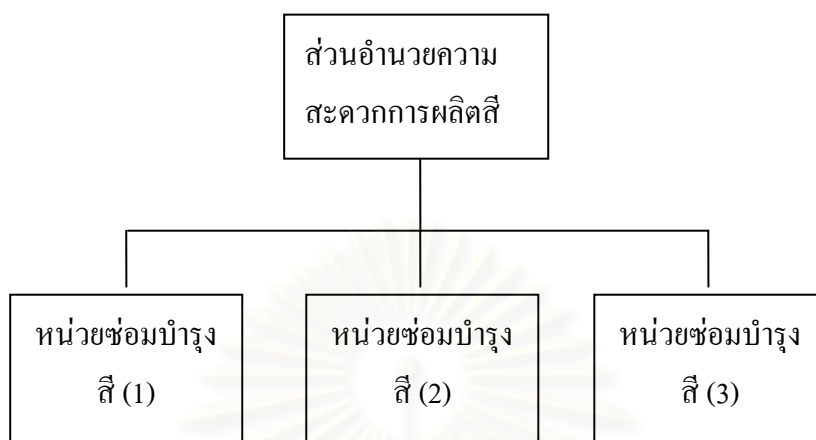 ส่วนอำนวยความ
สะดวกการผลิตสี
หน่วยซ่อมบำรุง
สี (1)
หน่วยซ่อมบำรุง
สี (2)
หน่วยซ่อมบำรุง
สี (3)